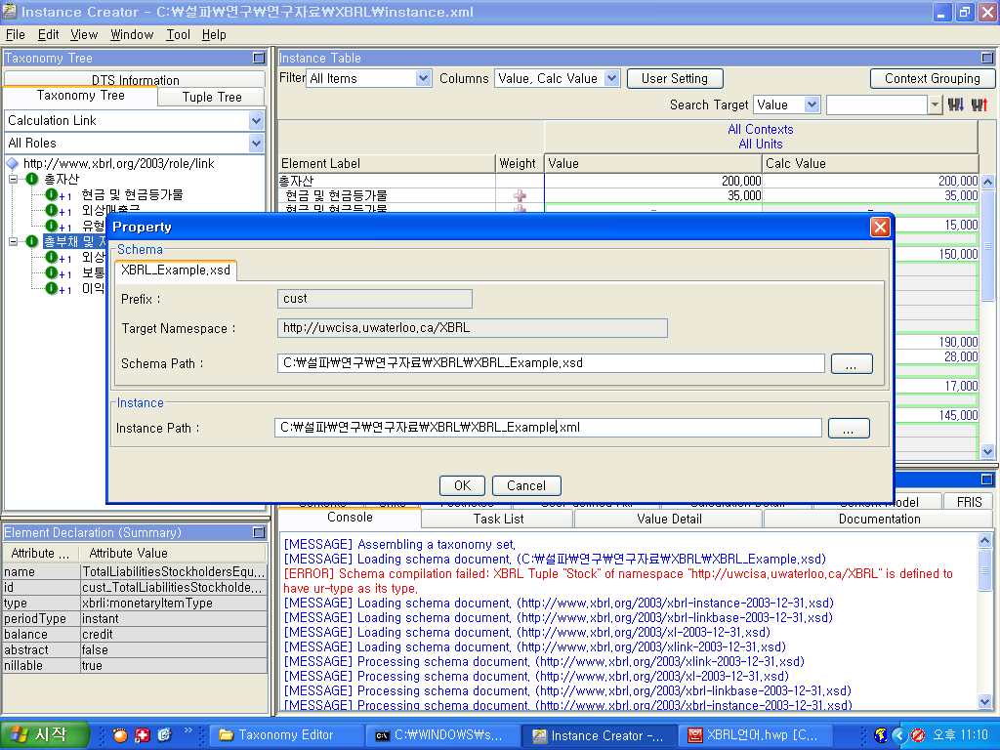 Instance Creator - C:₩설파₩연구₩연구자료₩XBRL₩instance.xml
File Edit View Window Tool Help
Taxonomy Tree
DTS Information
Taxonomy Tree
Tuple Tree
Calculation Link
All Roles
http://www.xbrl.org/2003/role/link
총자산
+1 현금 및 현금등가물
+1 외상매출금
+1 유형
총부채 및
+1 외상
+1 보통
+1 이익
Instance Table
Filter All Items Columns Value, Calc Value User Setting Context Grouping
Search Target Value
All Contexts
All Units
Element Label Weight Value Calc Value
총자산 200,000 200,000
현금 및 현금등가물 35,000 35,000
현금 및 현금등가물 - -
15,000
150,000
190,000
28,000
17,000
145,000
Property
Schema
XBRL_Example.xsd
Prefix : cust
Target Namespace : http://uwcisa.uwaterloo.ca/XBRL
Schema Path : C:₩설파₩연구₩연구자료₩XBRL₩XBRL_Example.xsd ...
Instance
Instance Path : C:₩설파₩연구₩연구자료₩XBRL₩XBRL_Example.xml ...
OK Cancel
Element Declaration (Summary)
Attribute ... Attribute Value
name TotalLiabilitiesStockholdersEqu...
id cust_TotalLiabilitiesStockholde...
type xbrli:monetaryItemType
periodType instant
balance credit
abstract false
nillable true
FRIS
Console Task List Value Detail Documentation
[MESSAGE] Assembling a taxonomy set.
[MESSAGE] Loading schema document. (C:₩설파₩연구₩연구자료₩XBRL₩XBRL_Example.xsd)
[ERROR] Schema compilation failed: XBRL Tuple "Stock" of namespace "http://uwcisa.uwaterloo.ca/XBRL" is defined to
have ur-type as its type.
[MESSAGE] Loading schema document. (http://www.xbrl.org/2003/xbrl-instance-2003-12-31.xsd)
[MESSAGE] Loading schema document. (http://www.xbrl.org/2003/xbrl-linkbase-2003-12-31.xsd)
[MESSAGE] Loading schema document. (http://www.xbrl.org/2003/xl-2003-12-31.xsd)
[MESSAGE] Loading schema document. (http://www.xbrl.org/2003/xlink-2003-12-31.xsd)
[MESSAGE] Processing schema document. (http://www.xbrl.org/2003/xlink-2003-12-31.xsd)
[MESSAGE] Processing schema document. (http://www.xbrl.org/2003/xl-2003-12-31.xsd)
[MESSAGE] Processing schema document. (http://www.xbrl.org/2003/xbrl-linkbase-2003-12-31.xsd)
[MESSAGE] Processing schema document. (http://www.xbrl.org/2003/xbrl-instance-2003-12-31.xsd)
시작
Taxonomy Editor
C:₩WINDOWS₩s...
Instance Creator -...
XBRL언어.hwp [C...
오후 11:10